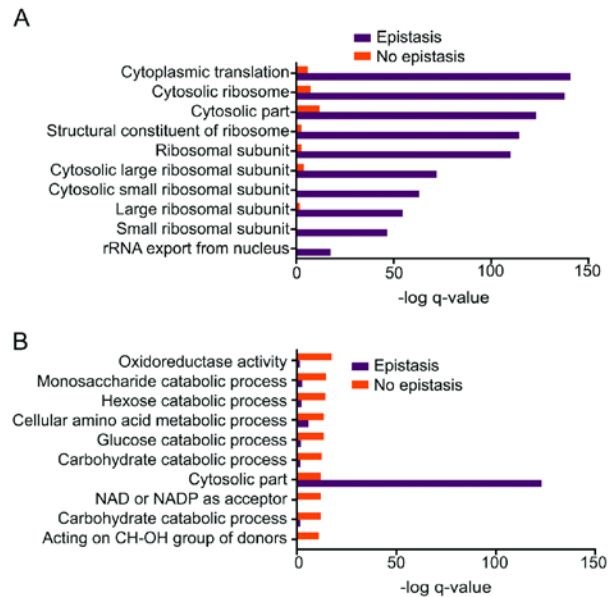 A
Epistasis
No epistasis
Cytoplasmic translation
Cytosolic ribosome
Cytosolic part
Structural constituent of ribosome
Ribosomal subunit
Cytosolic large ribosomal subunit
Cytosolic small ribosomal subunit
Large ribosomal subunit
Small ribosomal subunit
rRNA export from nucleus
0 50 100 150
-log q-value
B
Epistasis
No epistasis
Oxidoreductase activity
Monosaccharide catabolic process
Hexose catabolic process
Cellular amino acid metabolic process
Glucose catabolic process
Carbohydrate catabolic process
Cytosolic part
NAD or NADP as acceptor
Carbohydrate catabolic process
Acting on CH-OH group of donors
0 50 100 150
-log q-value